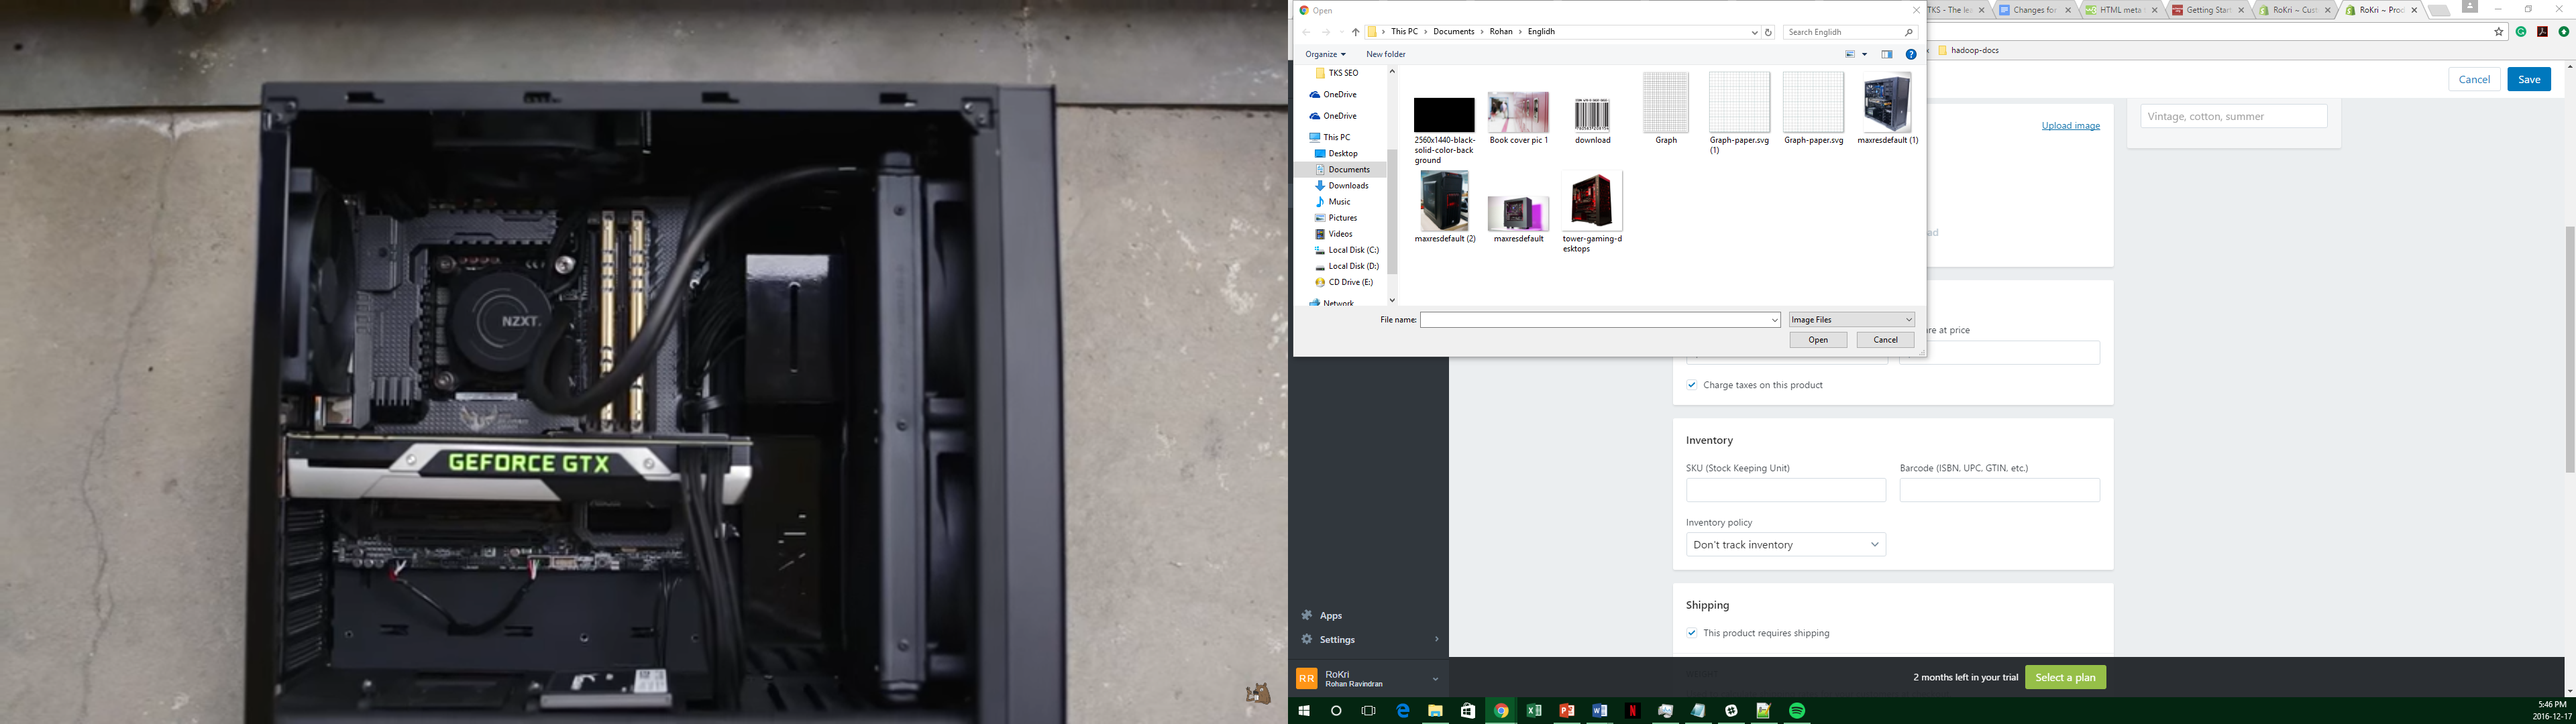 NZXT
GEFORCE GTX
Open
This PC > Documents > Rohan > Englidh
Search Englidh
Organize
New folder
TKS SEO
OneDrive
OneDrive
This PC
Desktop
Documents
Downloads
Music
Pictures
Videos
Local Disk (C:)
Local Disk (D:)
CD Drive (E:)
Network
2560x1440-black-
solid-color-back
ground
Book cover pic 1
download
Graph
Graph-paper.svg
(1)
Graph-paper.svg
maxresdefault (1)
maxresdefault (2)
maxresdefault
tower-gaming-d
esktops
File name:
Image Files
Open
Cancel
TKS - The lea
Changes for
HTML meta
Getting Start
RoKri ~ Cust
RoKri ~ Prod
hadoop-docs
Cancel
Save
Upload image
Vintage, cotton, summer
ad
are at price
Charge taxes on this product
Inventory
SKU (Stock Keeping Unit)
Barcode (ISBN, UPC, GTIN, etc.)
Inventory policy
Don't track inventory
Shipping
This product requires shipping
Apps
Settings
RR
RoKri
Rohan Ravindran
2 months left in your trial
Select a plan
5:46 PM
2016-12-17